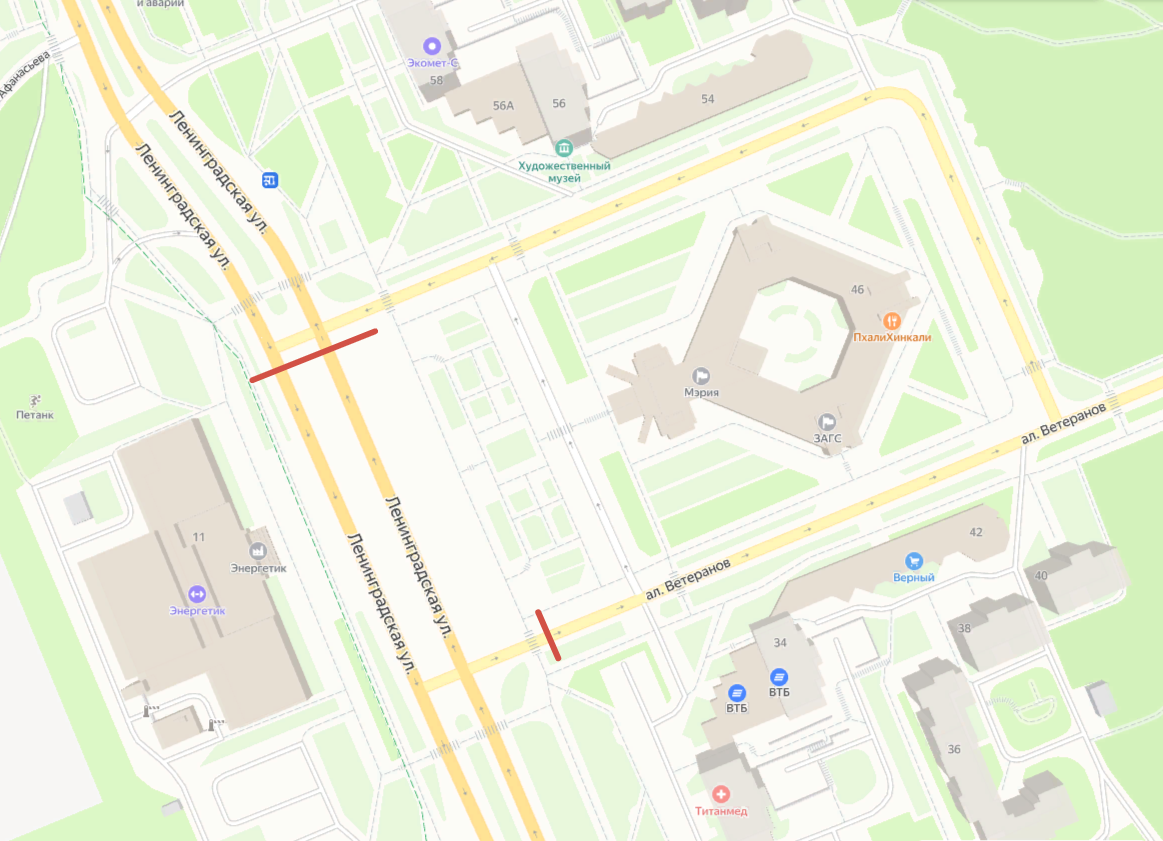 и аварий
Афанасьева
Экомет-С
58
56А
56
54
Художественный
музей
Ленинградская ул.
Ленинградская ул.
46
ПхалиХинкали
Мэрия
ЗАГС
Петанк
ал. Ветеранов
Ленинградская ул.
Ленинградская ул.
11
Энергетик
Энергетик
42
Верный
ал. Ветеранов
40
38
34
ВТБ
ВТБ
36
Титанмед